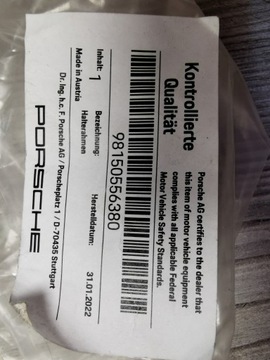 Kontrollierte
Qualität
Porsche AG certifies to the dealer that
this item of motor vehicle equipment
complies with all applicable Federal
Motor Vehicle Safety Standards.
98150556380
Inhalt: Bezeichnung: Herstelldatum:
1 Halterahmen 31.01.2022
Made in Austria
Dr. Ing. h.c. F. Porsche AG / Porscheplatz 1 / D-70435 Stuttgart
PORSCHE